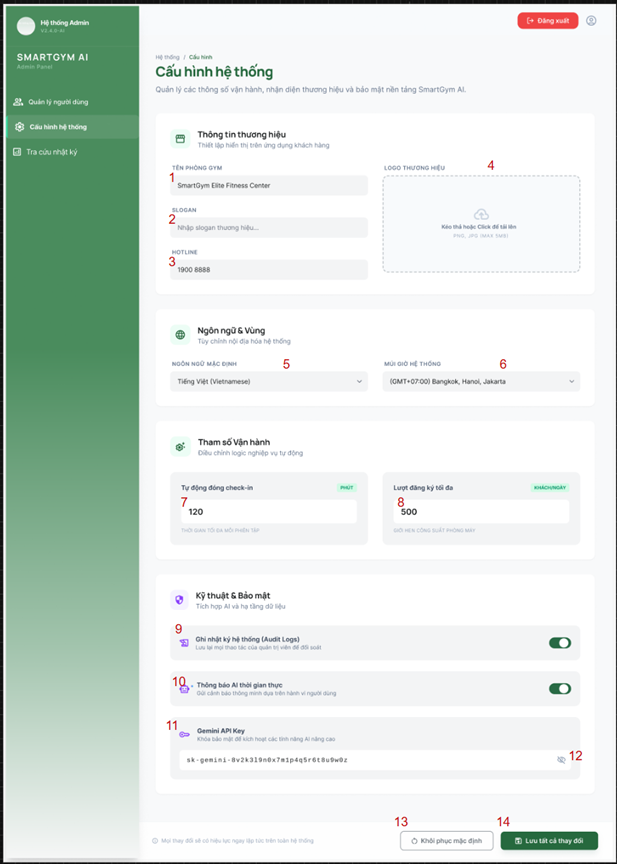 Hệ thống Admin
V2.4.0-AI
Đăng xuất
SMARTGYM AI
Admin Panel
Quản lý người dùng
Cấu hình hệ thống
Tra cứu nhật ký
Hệ thống / Cấu hình
Cấu hình hệ thống
Quản lý các thông số vận hành, nhận diện thương hiệu và bảo mật nền tảng SmartGym AI.
Thông tin thương hiệu
Thiết lập hiển thị trên ứng dụng khách hàng
TÊN PHÒNG GYM
1
SmartGym Elite Fitness Center
SLOGAN
2
Nhập slogan thương hiệu...
HOTLINE
3
1900 8888
LOGO THƯƠNG HIỆU
4
Kéo thả hoặc Click để tải lên
PNG, JPG (MAX 5MB)
Ngôn ngữ & Vùng
Tùy chỉnh nội địa hóa hệ thống
NGÔN NGỮ MẶC ĐỊNH
5
Tiếng Việt (Vietnamese)
MÚI GIỜ HỆ THỐNG
6
(GMT+07:00) Bangkok, Hanoi, Jakarta
Tham số Vận hành
Điều chỉnh logic nghiệp vụ tự động
Tự động đóng check-in
PHÚT
7
120
THỜI GIAN TỐI ĐA MỖI PHIÊN TẬP
Lượt đăng ký tối đa
KHÁCH/NGÀY
8
500
GIỚI HẠN CÔNG SUẤT PHÒNG MÁY
Kỹ thuật & Bảo mật
Tích hợp AI và hạ tầng dữ liệu
9
Ghi nhật ký hệ thống (Audit Logs)
Lưu lại mọi thao tác của quản trị viên để đối soát
10
Thông báo AI thời gian thực
Gửi cảnh báo thông minh dựa trên hành vi người dùng
11
Gemini API Key
Khóa bảo mật để kích hoạt các tính năng AI nâng cao
sk-gemini-8v2k3l9n0x7m1p4q5r6t8u9w0z
12
Mọi thay đổi sẽ có hiệu lực ngay lập tức trên toàn hệ thống
13
Khôi phục mặc định
14
Lưu tất cả thay đổi